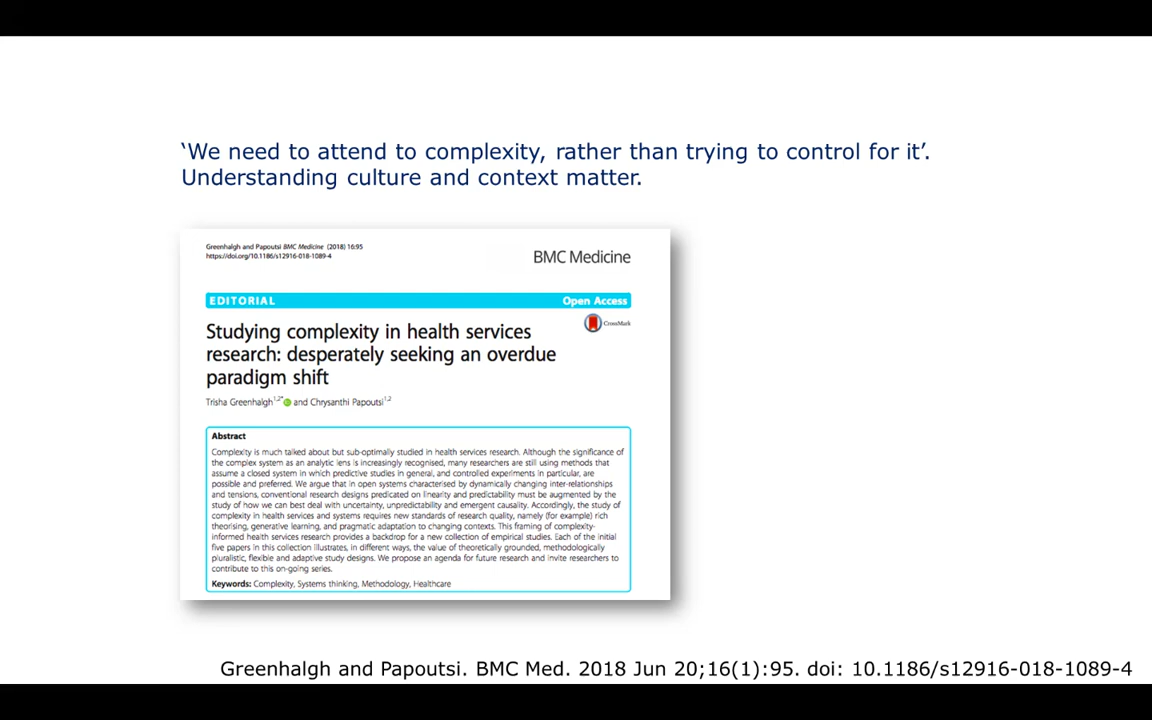 ‘We need to attend to complexity, rather than trying to control for it’.
Understanding culture and context matter.
Greenhalgh and Papoutsi BMC Medicine (2018) 16:95
https://doi.org/10.1186/s12916-018-1089-4
BMC Medicine
EDITORIAL
Open Access
Studying complexity in health services
research: desperately seeking an overdue
paradigm shift
CrossMark
Trisha Greenhalgh1,2* and Chrysanthi Papoutsi1,2
Abstract
Complexity is much talked about but sub-optimally studied in health services research. Although the significance of
the complex system as an analytic lens is increasingly recognised, many researchers are still using methods that
assume a closed system in which predictive studies in general, and controlled experiments in particular, are
possible and preferred. We argue that in open systems characterised by dynamically changing inter-relationships
and tensions, conventional research designs predicated on linearity and predictability must be augmented by the
study of how we can best deal with uncertainty, unpredictability and emergent causality. Accordingly, the study of
complexity in health services and systems requires new standards of research quality, namely (for example) rich
theorising, generative learning, and pragmatic adaptation to changing contexts. This framing of complexity-
informed health services research provides a backdrop for a new collection of empirical studies. Each of the initial
five papers in this collection illustrates, in different ways, the value of theoretically grounded, methodologically
pluralistic, flexible and adaptive study designs. We propose an agenda for future research and invite researchers to
contribute to this on-going series.
Keywords: Complexity, Systems thinking, Methodology, Healthcare
Greenhalgh and Papoutsi. BMC Med. 2018 Jun 20;16(1):95. doi: 10.1186/s12916-018-1089-4